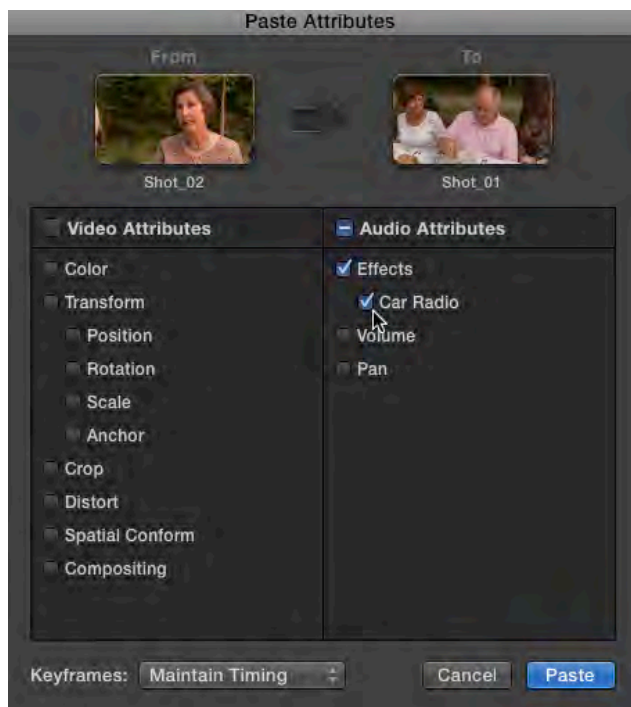 Paste Attributes
From
To
Shot_02
Shot_01
Video Attributes
Color
Transform
Position
Rotation
Scale
Anchor
Crop
Distort
Spatial Conform
Compositing
Audio Attributes
Effects
Car Radio
Volume
Pan
Keyframes: Maintain Timing
Cancel
Paste